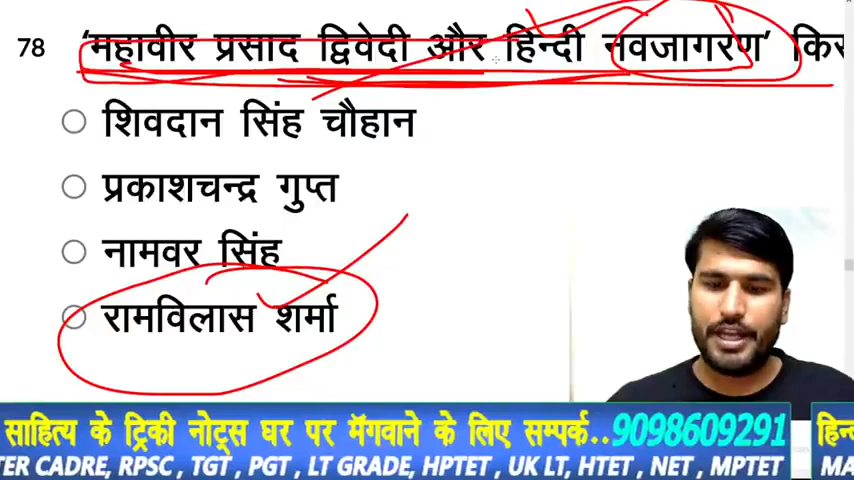 78 'महावीर प्रसाद द्विवेदी और हिन्दी नवजागरण' किस
शिवदान सिंह चौहान
प्रकाशचन्द्र गुप्त
नामवर सिंह
रामविलास शर्मा
साहित्य के ट्रिकी नोट्स घर पर मॅगवाने के लिए सम्पर्क..9098609291 हिन्द
TER CADRE, RPSC , TGT , PGT , LT GRADE, HPTET , UK LT, HTET , NET , MPTET MA